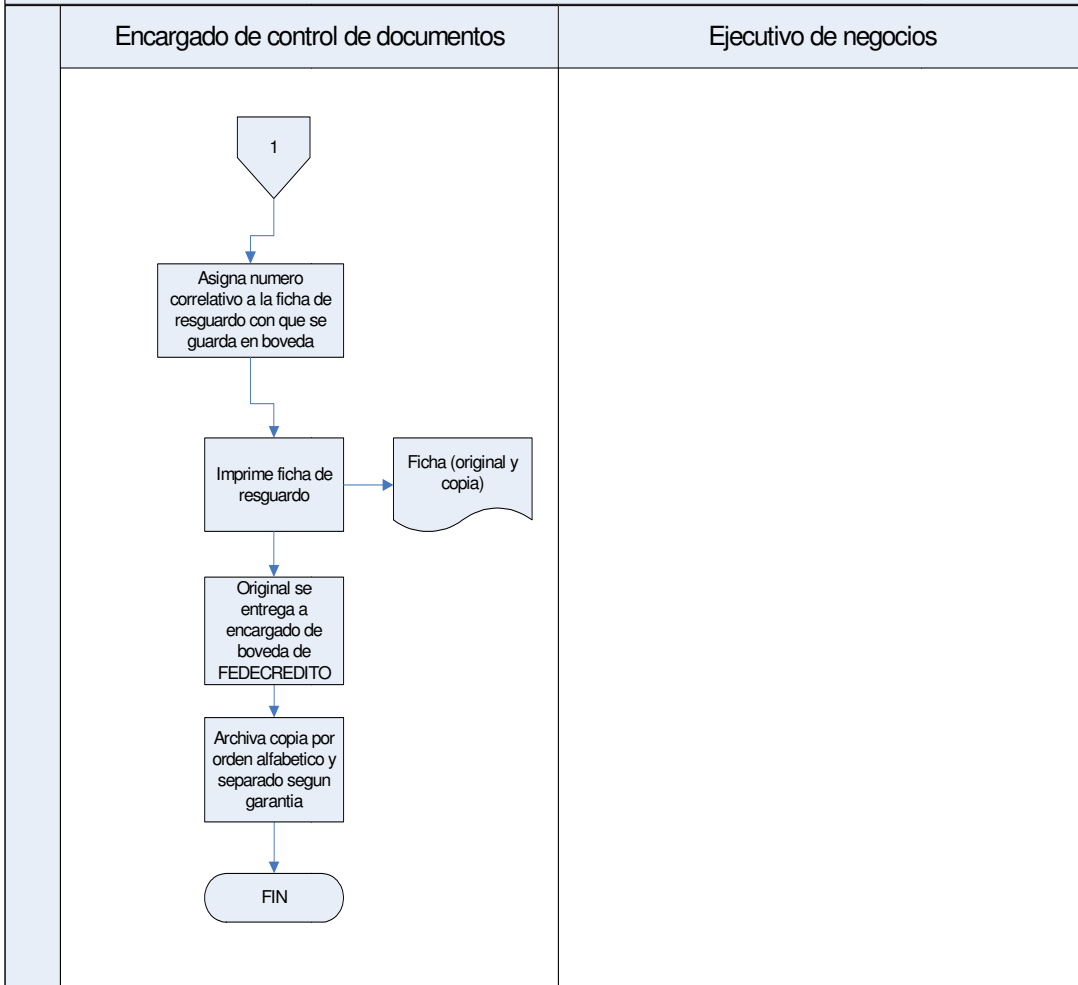 Encargado de control de documentos
Ejecutivo de negocios
1
Asigna numero
correlativo a la ficha de
resguardo con que se
guarda en boveda
Imprime ficha de
resguardo
Ficha (original y
copia)
Original se
entrega a
encargado de
boveda de
FEDECREDITO
Archiva copia por
orden alfabetico y
separado segun
garantia
FIN